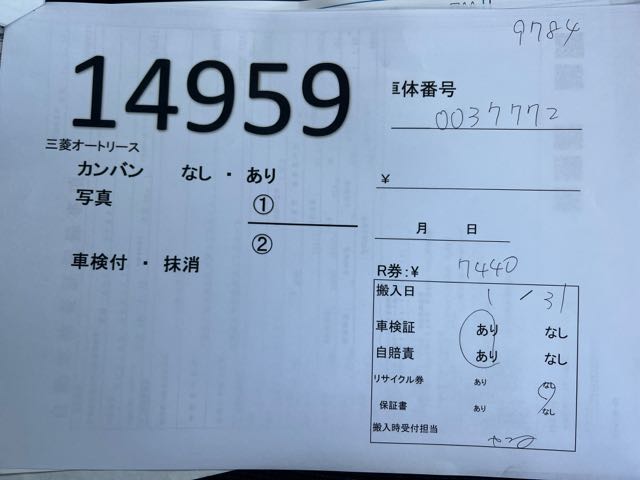 9784
14959
体番号
0037772
三菱オートリース
カンバン なし ・ あり
¥
写真 ①
②
月 日
車検付 ・ 抹消
R券:¥ 7440
搬入日 1 / 31
車検証 あり なし
自賠責 あり なし
リサイクル券 あり なし
保証書 あり なし
搬入時受付担当